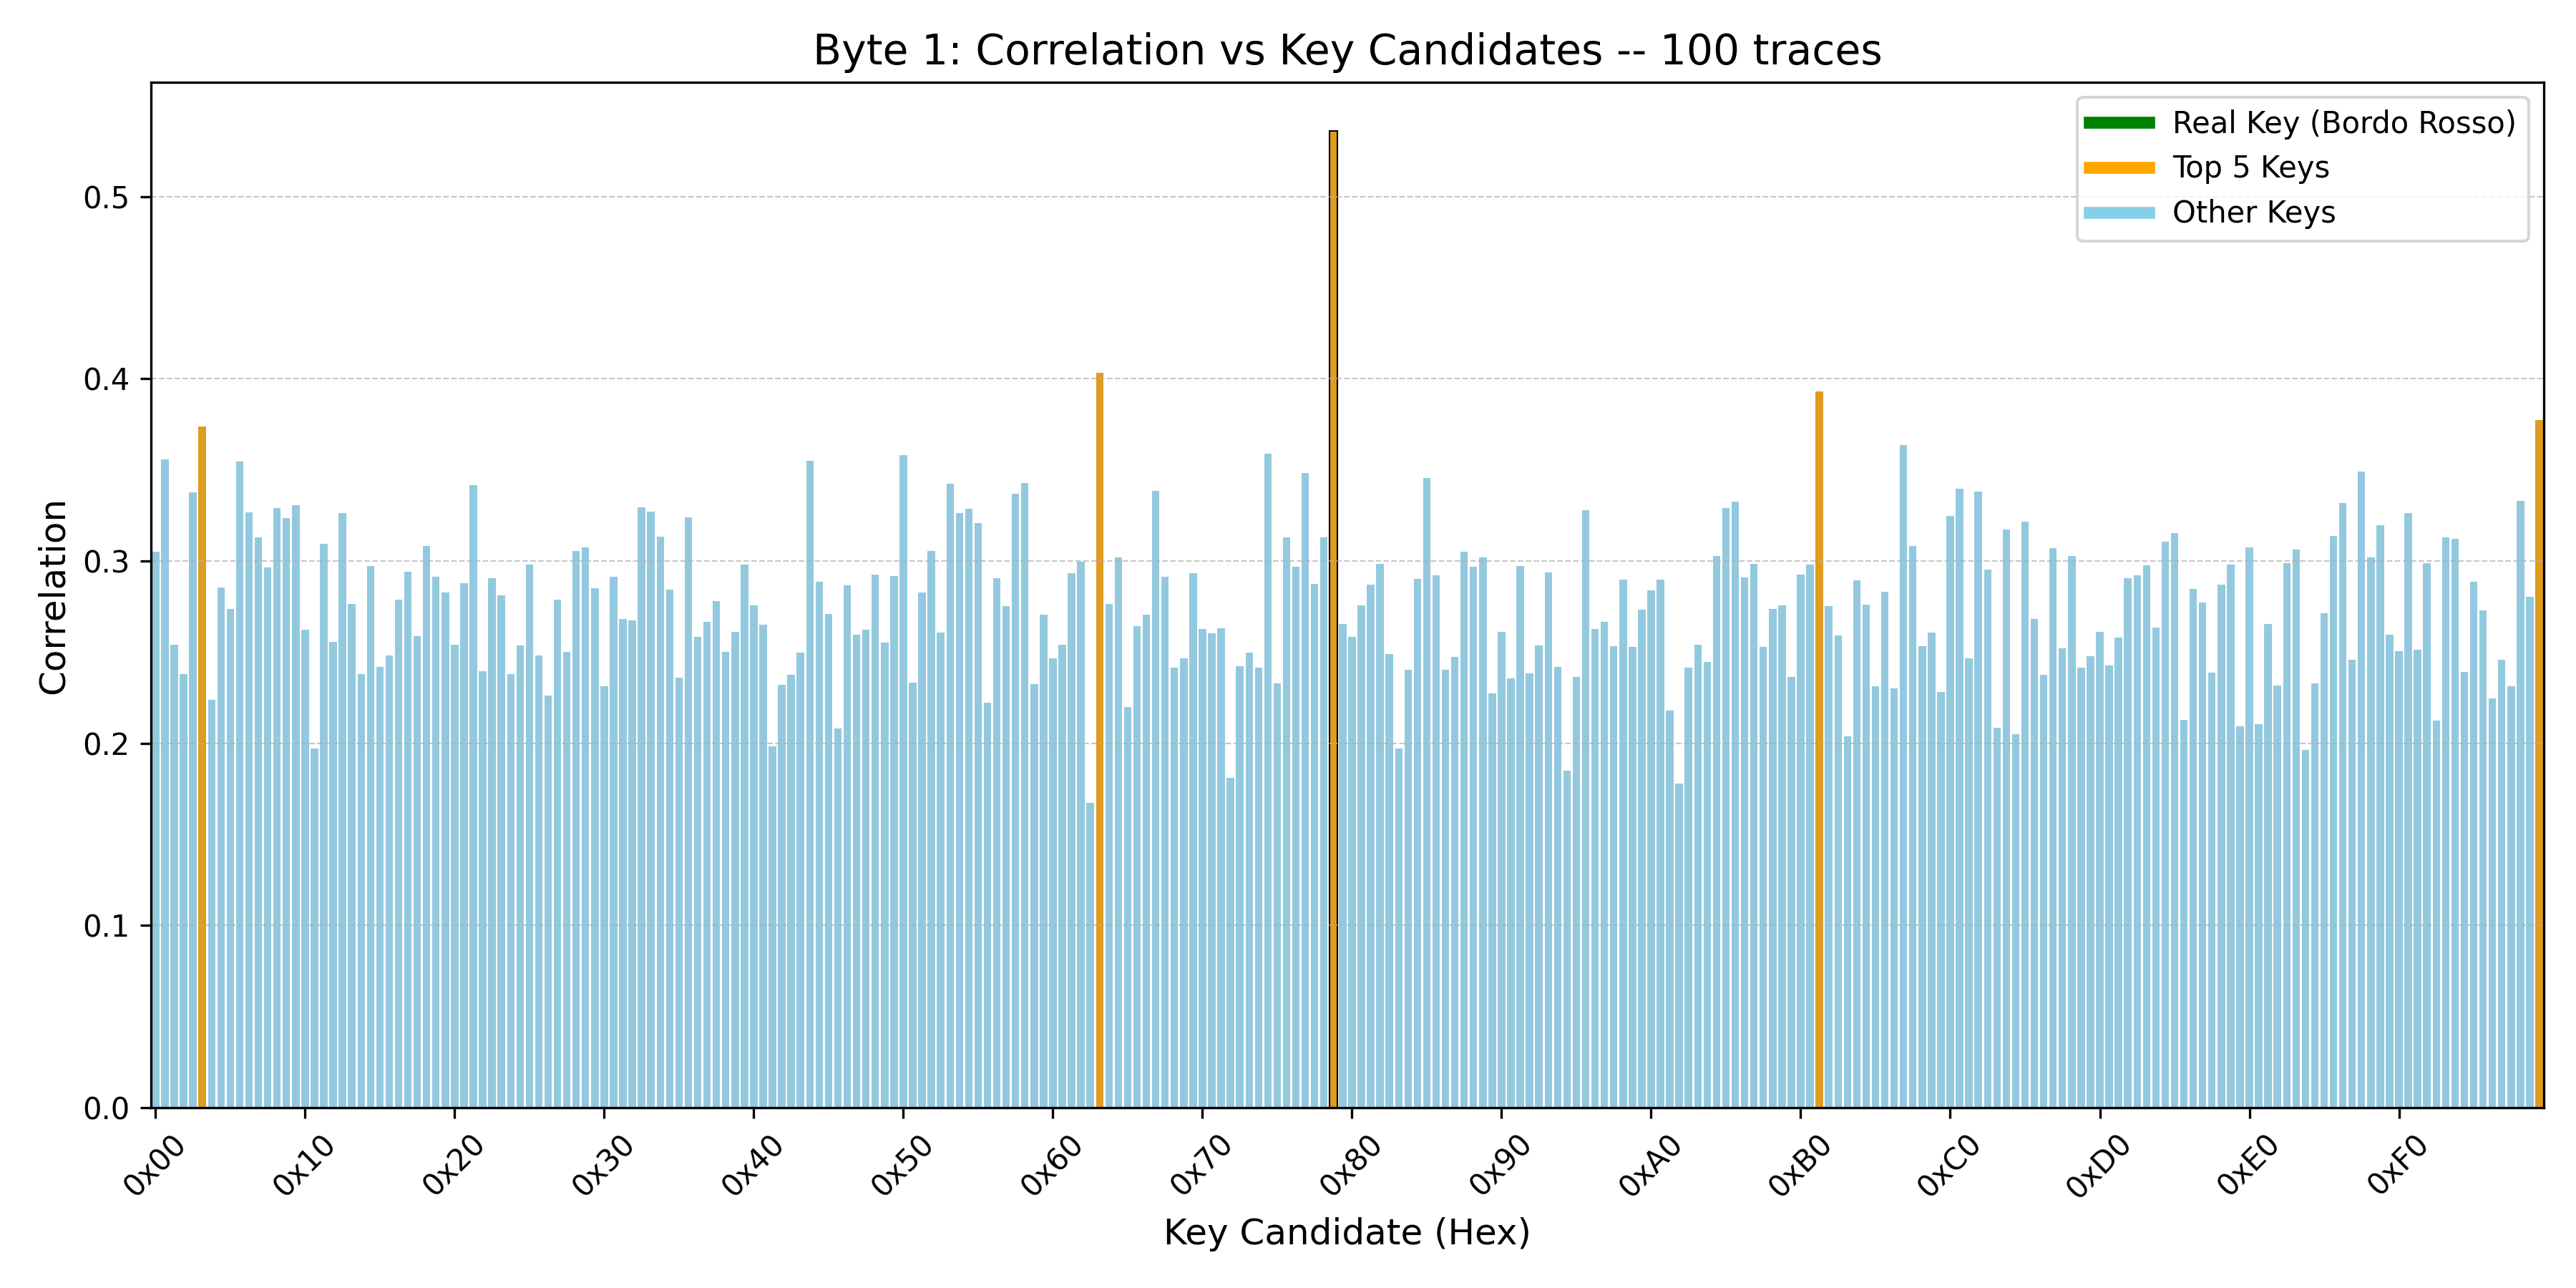 Byte 1: Correlation vs Key Candidates -- 100 traces
Real Key (Bordo Rosso)
Top 5 Keys
Other Keys
Correlation
0.5
0.4
0.3
0.2
0.1
0.0
0x00 0x10 0x20 0x30 0x40 0x50 0x60 0x70 0x80 0x90 0xA0 0xB0 0xC0 0xD0 0xE0 0xF0
Key Candidate (Hex)